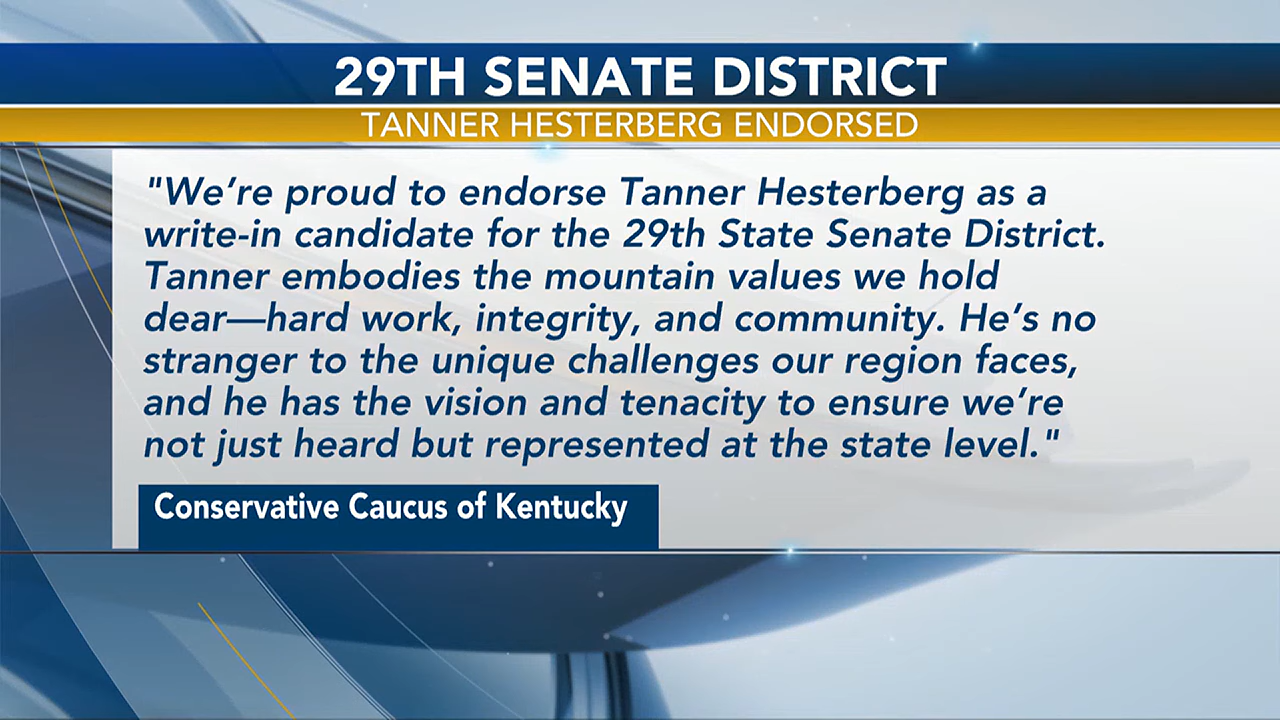 29TH SENATE DISTRICT
TANNER HESTERBERG ENDORSED
"We’re proud to endorse Tanner Hesterberg as a
write-in candidate for the 29th State Senate District.
Tanner embodies the mountain values we hold
dear—hard work, integrity, and community. He’s no
stranger to the unique challenges our region faces,
and he has the vision and tenacity to ensure we’re
not just heard but represented at the state level."
Conservative Caucus of Kentucky